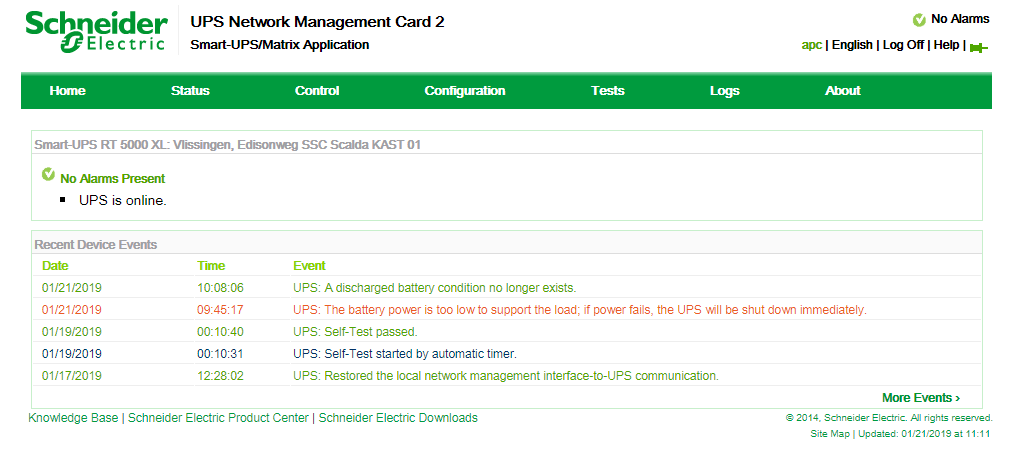 Schneider Electric
UPS Network Management Card 2
Smart-UPS/Matrix Application
No Alarms
apc | English | Log Off | Help |
Home Status Control Configuration Tests Logs About
Smart-UPS RT 5000 XL: Vlissingen, Edisonweg SSC Scalda KAST 01
No Alarms Present
▪ UPS is online.
Recent Device Events
Date Time Event
01/21/2019 10:08:06 UPS: A discharged battery condition no longer exists.
01/21/2019 09:45:17 UPS: The battery power is too low to support the load; if power fails, the UPS will be shut down immediately.
01/19/2019 00:10:40 UPS: Self-Test passed.
01/19/2019 00:10:31 UPS: Self-Test started by automatic timer.
01/17/2019 12:28:02 UPS: Restored the local network management interface-to-UPS communication.
More Events ›
Knowledge Base | Schneider Electric Product Center | Schneider Electric Downloads
© 2014, Schneider Electric. All rights reserved.
Site Map | Updated: 01/21/2019 at 11:11